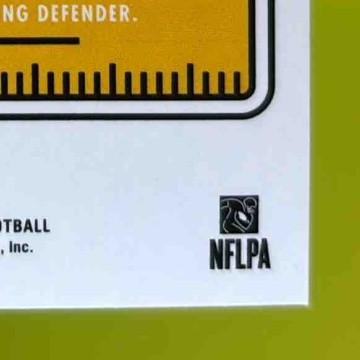 NG DEFENDER.
OTBALL
, Inc.
NFLPA